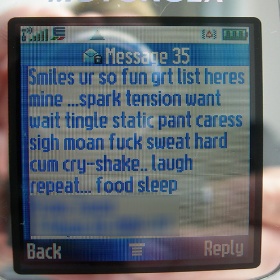 Message 35
Smiles ur so fun grt list heres
mine ...spark tension want
wait tingle static pant caress
sigh moan fuck sweat hard
cum cry-shake.. laugh
repeat... food sleep
Back
Reply